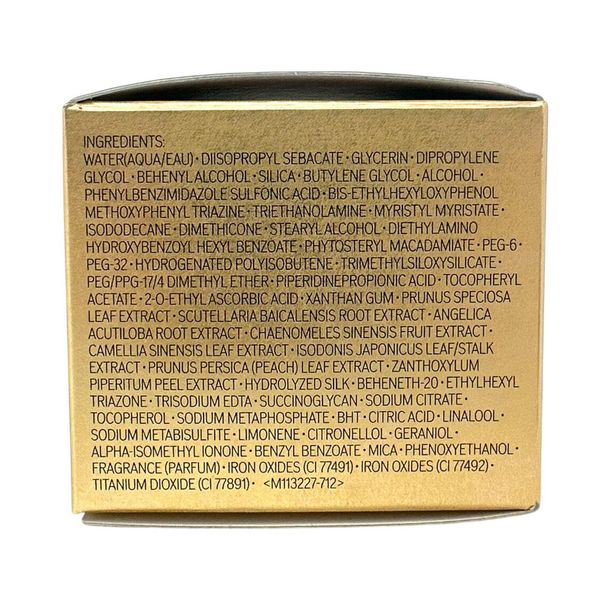 INGREDIENTS:
WATER(AQUA/EAU)・DIISOPROPYL SEBACATE・GLYCERIN・DIPROPYLENE
GLYCOL・BEHENYL ALCOHOL・SILICA・BUTYLENE GLYCOL・ALCOHOL・
PHENYLBENZIMIDAZOLE SULFONIC ACID・BIS-ETHYLHEXYLOXYPHENOL
METHOXYPHENYL TRIAZINE・TRIETHANOLAMINE・MYRISTYL MYRISTATE・
ISODODECANE・DIMETHICONE・STEARYL ALCOHOL・DIETHYLAMINO
HYDROXYBENZOYL HEXYL BENZOATE・PHYTOSTERYL MACADAMIATE・PEG-6・
PEG-32・HYDROGENATED POLYISOBUTENE・TRIMETHYLSILOXYSILICATE・
PEG/PPG-17/4 DIMETHYL ETHER・PIPERIDINEPROPIONIC ACID・TOCOPHERYL
ACETATE・2-O-ETHYL ASCORBIC ACID・XANTHAN GUM・PRUNUS SPECIOSA
LEAF EXTRACT・SCUTELLARIA BAICALENSIS ROOT EXTRACT・ANGELICA
ACUTILOBA ROOT EXTRACT・CHAENOMELES SINENSIS FRUIT EXTRACT・
CAMELLIA SINENSIS LEAF EXTRACT・ISODONIS JAPONICUS LEAF/STALK
EXTRACT・PRUNUS PERSICA (PEACH) LEAF EXTRACT・ZANTHOXYLUM
PIPERITUM PEEL EXTRACT・HYDROLYZED SILK・BEHENETH-20・ETHYLHEXYL
TRIAZONE・TRISODIUM EDTA・SUCCINOGLYCAN・SODIUM CITRATE・
TOCOPHEROL・SODIUM METAPHOSPHATE・BHT・CITRIC ACID・LINALOOL・
SODIUM METABISULFITE・LIMONENE・CITRONELLOL・GERANIOL・
ALPHA-ISOMETHYL IONONE・BENZYL BENZOATE・MICA・PHENOXYETHANOL・
FRAGRANCE (PARFUM)・IRON OXIDES (CI 77491)・IRON OXIDES (CI 77492)・
TITANIUM DIOXIDE (CI 77891)・ <M113227-712>